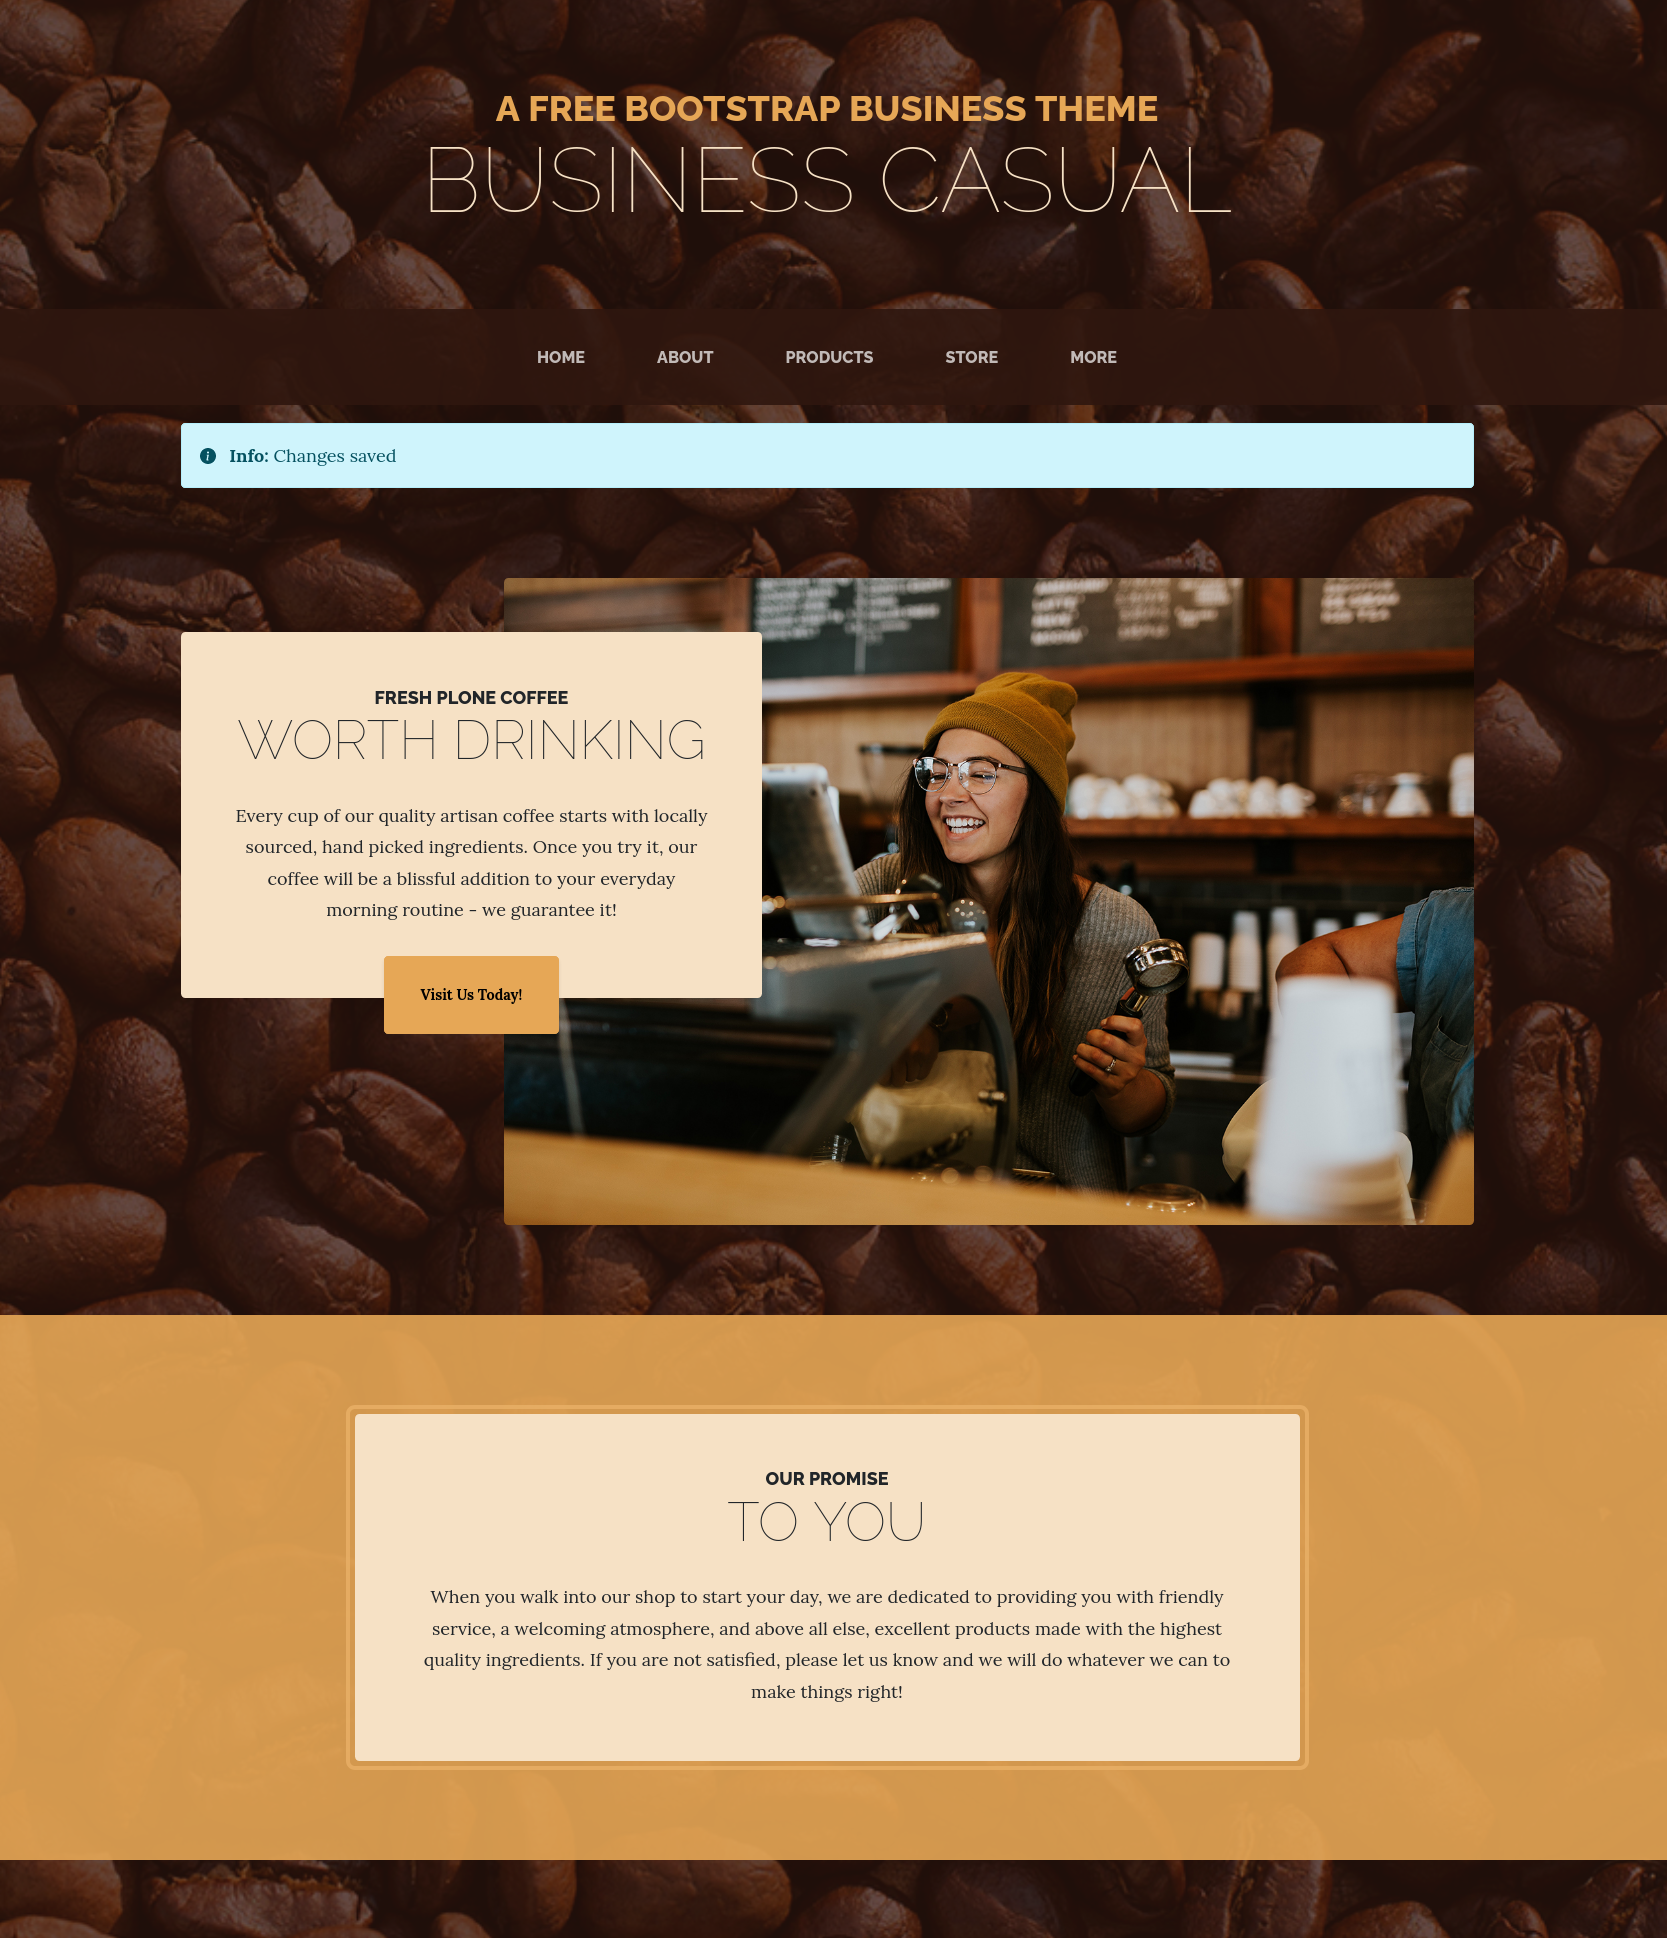 A FREE BOOTSTRAP BUSINESS THEME
BUSINESS CASUAL
HOME ABOUT PRODUCTS STORE MORE
Info: Changes saved
FRESH PLONE COFFEE
WORTH DRINKING
Every cup of our quality artisan coffee starts with locally
sourced, hand picked ingredients. Once you try it, our
coffee will be a blissful addition to your everyday
morning routine - we guarantee it!
Visit Us Today!
OUR PROMISE
TO YOU
When you walk into our shop to start your day, we are dedicated to providing you with friendly
service, a welcoming atmosphere, and above all else, excellent products made with the highest
quality ingredients. If you are not satisfied, please let us know and we will do whatever we can to
make things right!